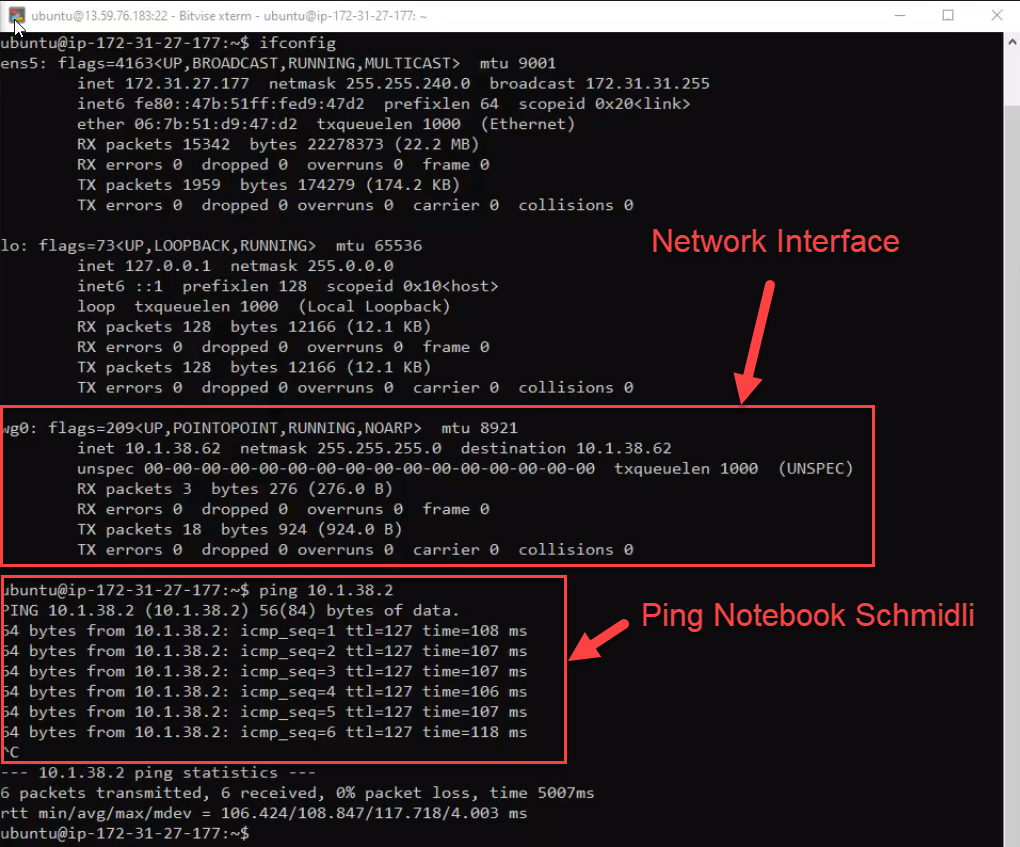 ubuntu@13.59.76.183:22 - Bitvise xterm - ubuntu@ip-172-31-27-177: ~
ubuntu@ip-172-31-27-177:~$ ifconfig
ens5: flags=4163<UP,BROADCAST,RUNNING,MULTICAST>  mtu 9001
        inet 172.31.27.177  netmask 255.255.240.0  broadcast 172.31.31.255
        inet6 fe80::47b:51ff:fed9:47d2  prefixlen 64  scopeid 0x20<link>
        ether 06:7b:51:d9:47:d2  txqueuelen 1000  (Ethernet)
        RX packets 15342  bytes 22278373 (22.2 MB)
        RX errors 0  dropped 0  overruns 0  frame 0
        TX packets 1959  bytes 174279 (174.2 KB)
        TX errors 0  dropped 0 overruns 0  carrier 0  collisions 0
lo: flags=73<UP,LOOPBACK,RUNNING>  mtu 65536
        inet 127.0.0.1  netmask 255.0.0.0
        inet6 ::1  prefixlen 128  scopeid 0x10<host>
        loop  txqueuelen 1000  (Local Loopback)
        RX packets 128  bytes 12166 (12.1 KB)
        RX errors 0  dropped 0  overruns 0  frame 0
        TX packets 128  bytes 12166 (12.1 KB)
        TX errors 0  dropped 0 overruns 0  carrier 0  collisions 0
Network Interface
wg0: flags=209<UP,POINTOPOINT,RUNNING,NOARP>  mtu 8921
        inet 10.1.38.62  netmask 255.255.255.0  destination 10.1.38.62
        unspec 00-00-00-00-00-00-00-00-00-00-00-00-00-00-00-00  txqueuelen 1000  (UNSPEC)
        RX packets 3  bytes 276 (276.0 B)
        RX errors 0  dropped 0  overruns 0  frame 0
        TX packets 18  bytes 924 (924.0 B)
        TX errors 0  dropped 0 overruns 0  carrier 0  collisions 0
ubuntu@ip-172-31-27-177:~$ ping 10.1.38.2
PING 10.1.38.2 (10.1.38.2) 56(84) bytes of data.
64 bytes from 10.1.38.2: icmp_seq=1 ttl=127 time=108 ms
64 bytes from 10.1.38.2: icmp_seq=2 ttl=127 time=107 ms
64 bytes from 10.1.38.2: icmp_seq=3 ttl=127 time=107 ms
64 bytes from 10.1.38.2: icmp_seq=4 ttl=127 time=106 ms
64 bytes from 10.1.38.2: icmp_seq=5 ttl=127 time=107 ms
64 bytes from 10.1.38.2: icmp_seq=6 ttl=127 time=118 ms
^C
Ping Notebook Schmidli
--- 10.1.38.2 ping statistics ---
6 packets transmitted, 6 received, 0% packet loss, time 5007ms
rtt min/avg/max/mdev = 106.424/108.847/117.718/4.003 ms
ubuntu@ip-172-31-27-177:~$